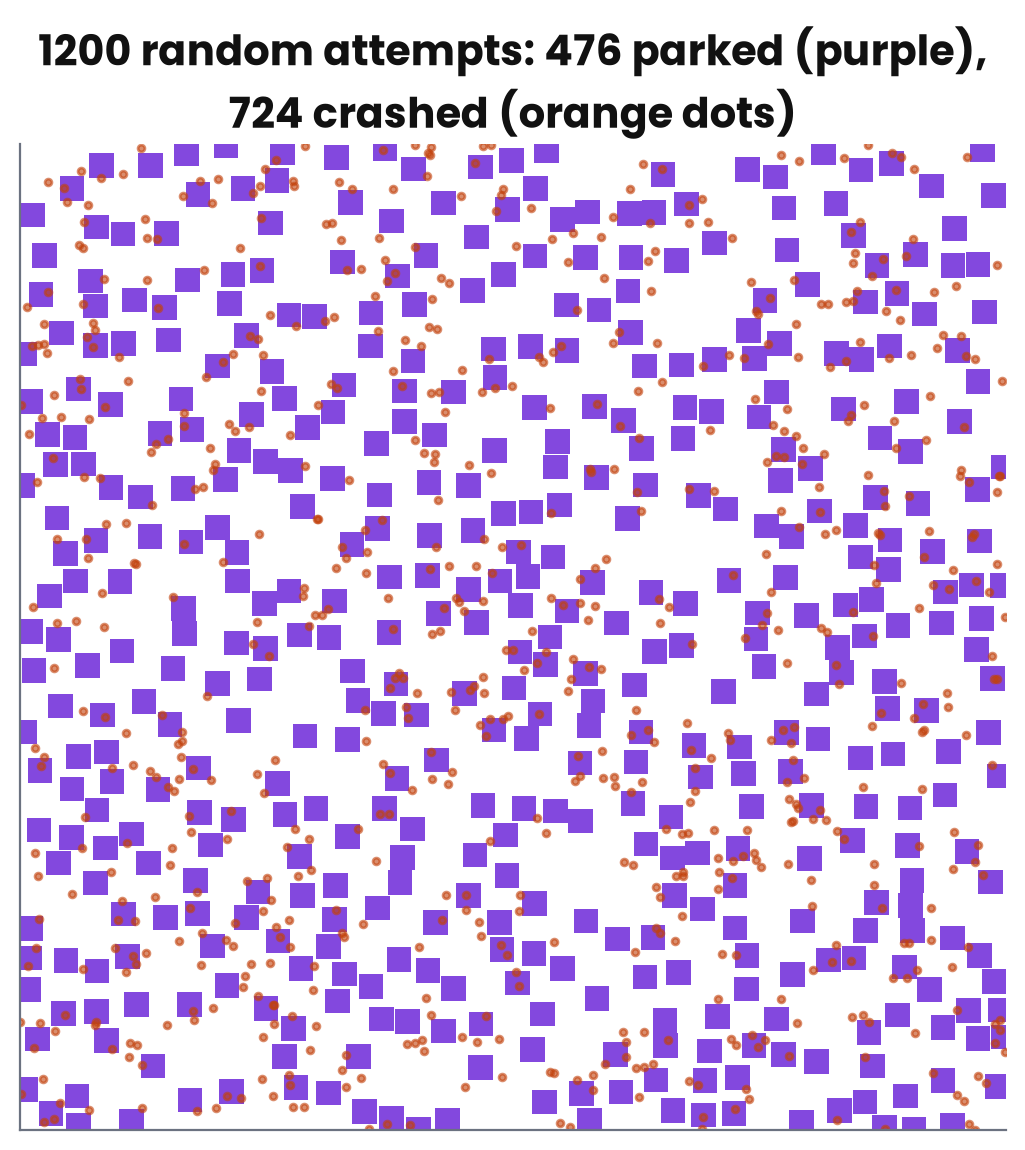 1200 random attempts: 476 parked (purple),
724 crashed (orange dots)